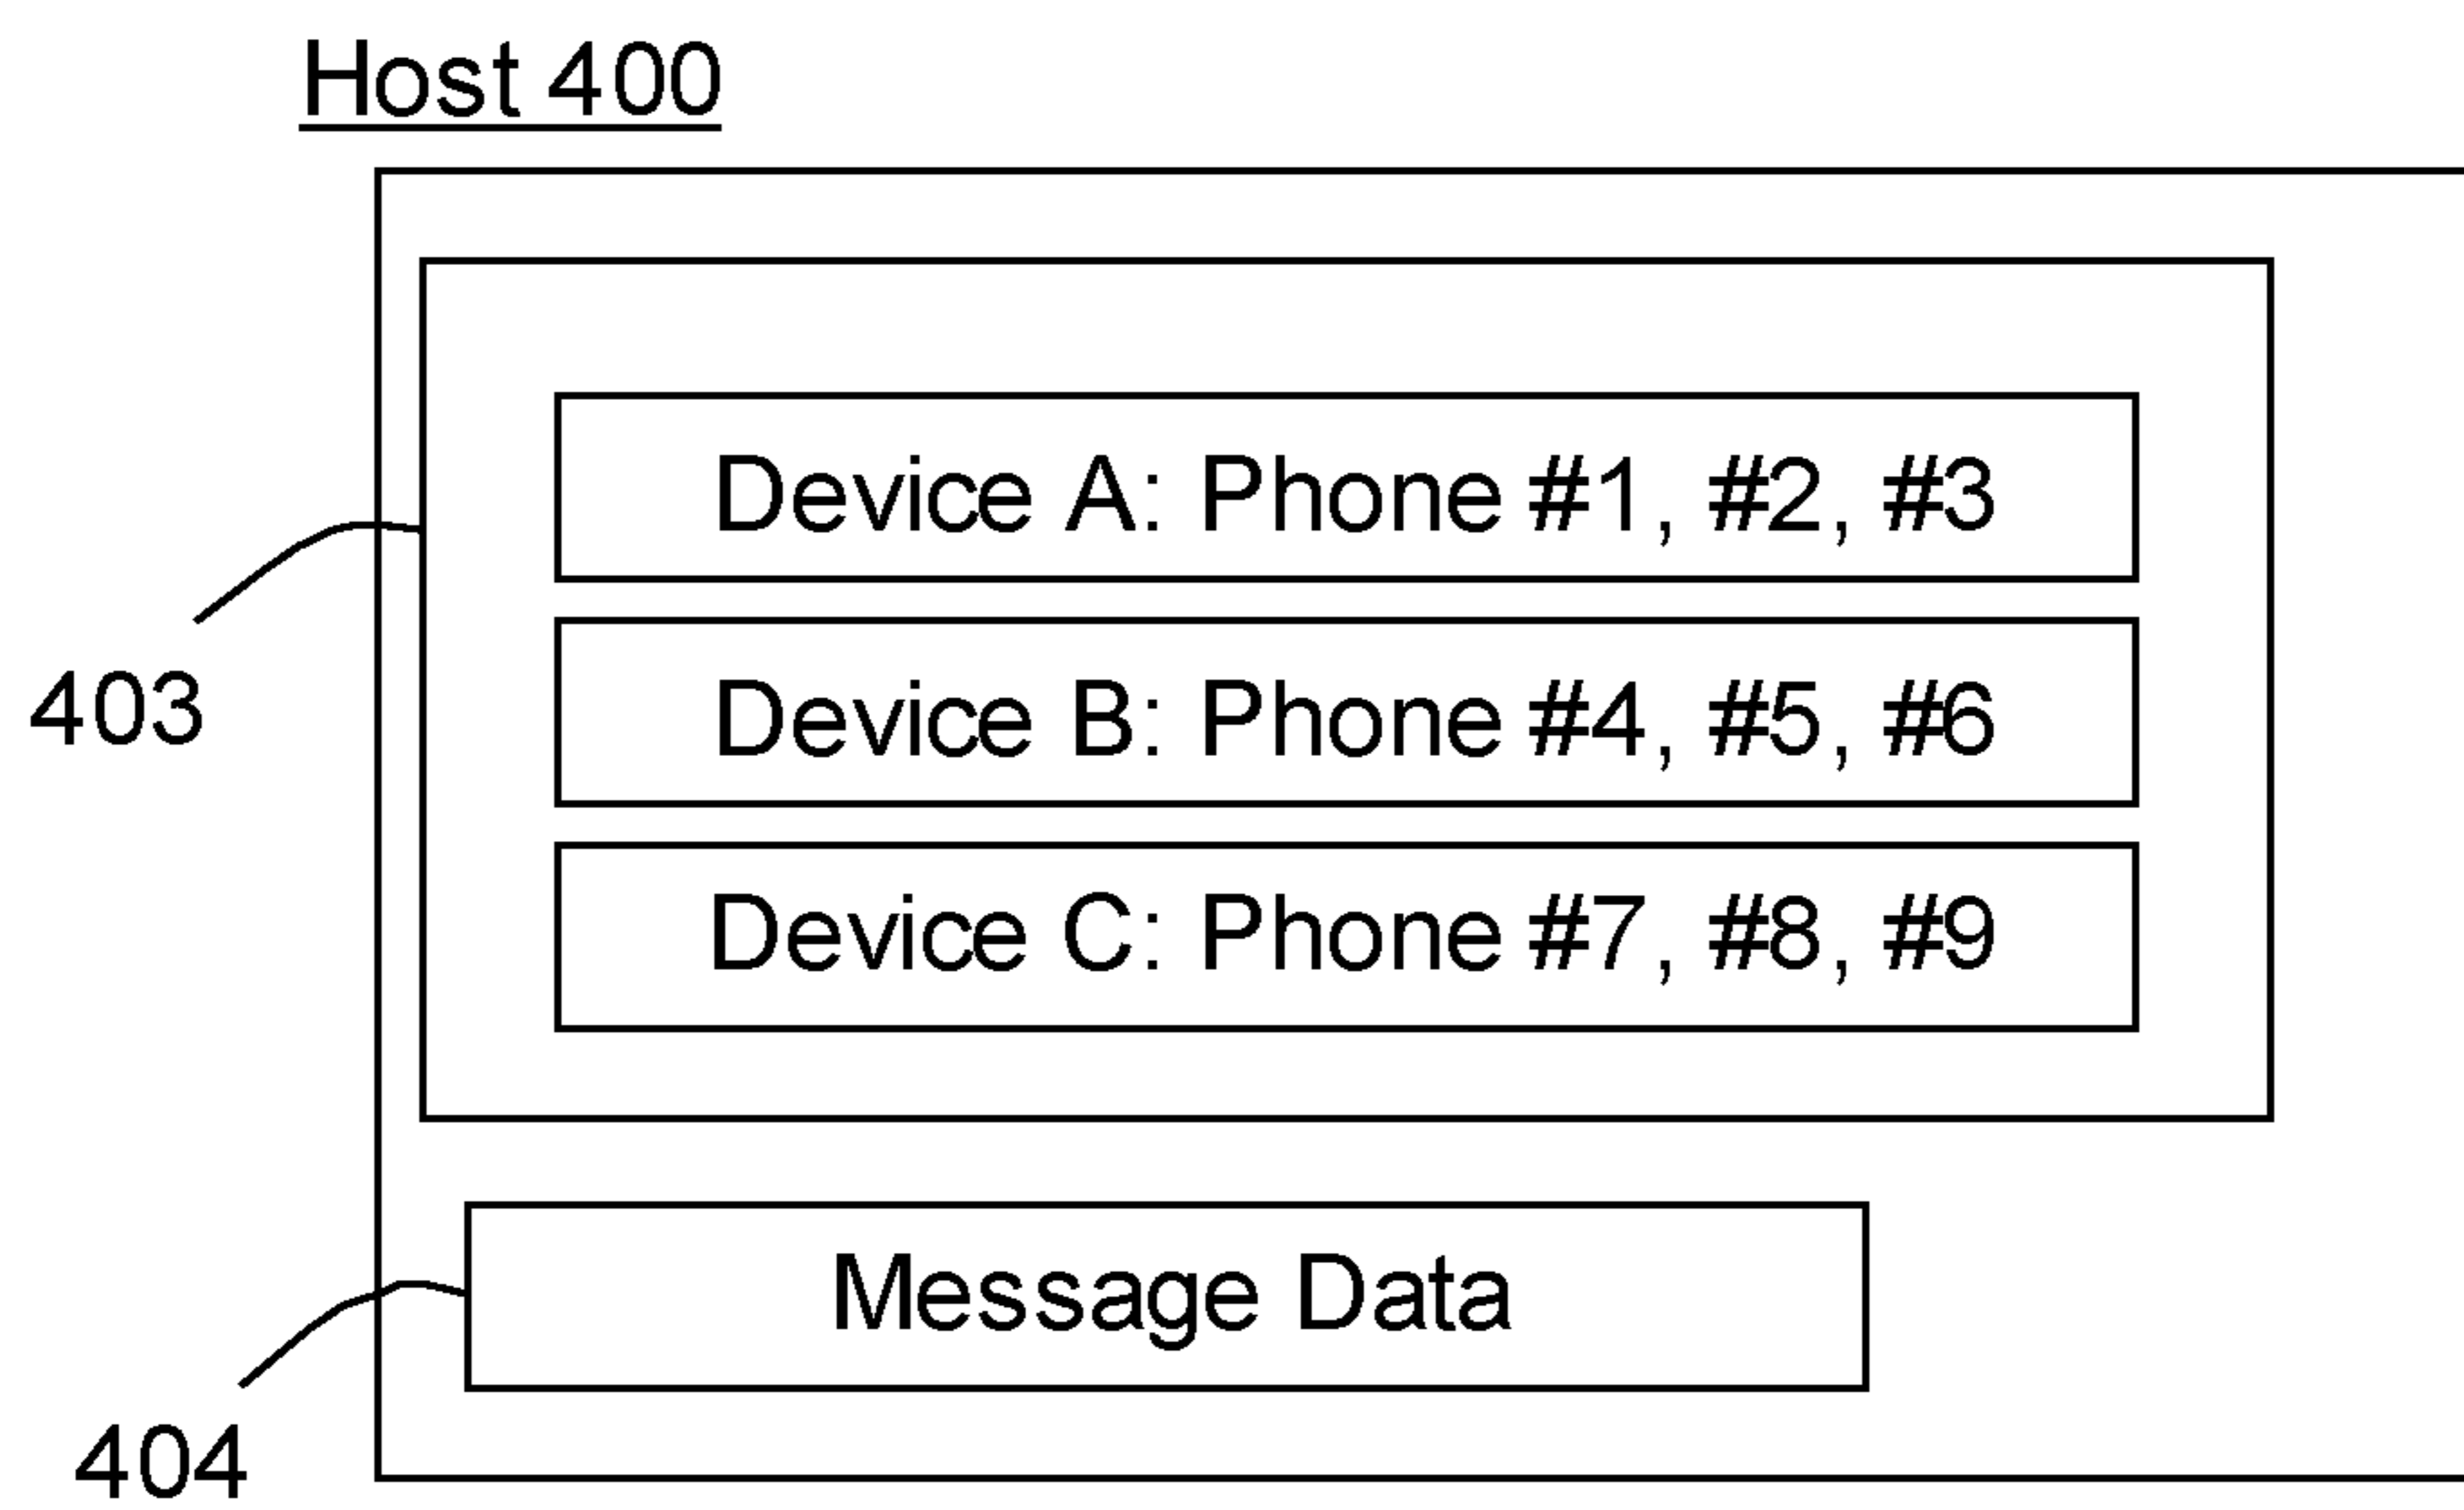 Host 400
Device A: Phone #1, #2, #3
403
Device B: Phone #4, #5, #6
Device C: Phone #7, #8, #9
Message Data
404